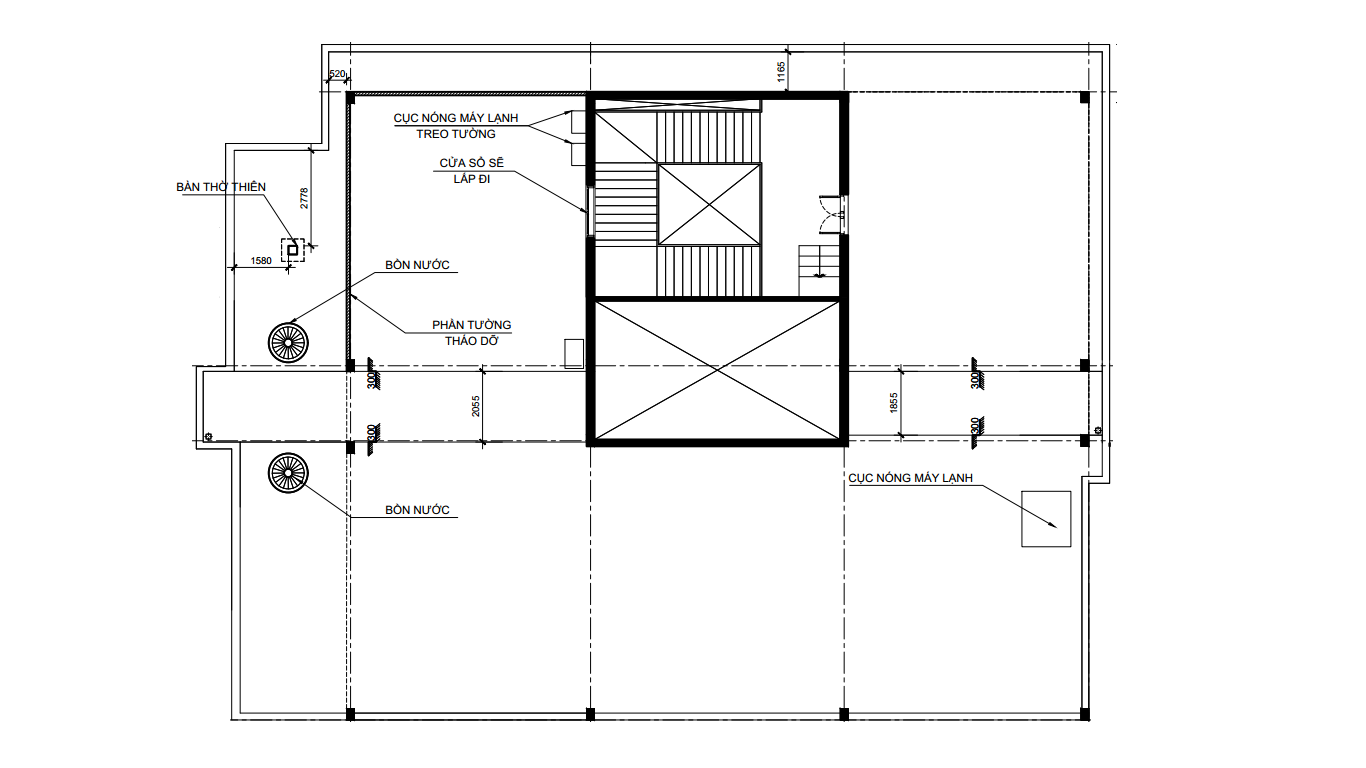 520
1165
CỤC NÓNG MÁY LẠNH
TREO TƯỜNG
CỬA SỔ SẼ
LẤP ĐI
BÀN THỜ THIÊN
2778
1580
BỒN NƯỚC
PHẦN TƯỜNG
THÁO DỠ
300
300
2055
1855
300
300
CỤC NÓNG MÁY LẠNH
BỒN NƯỚC